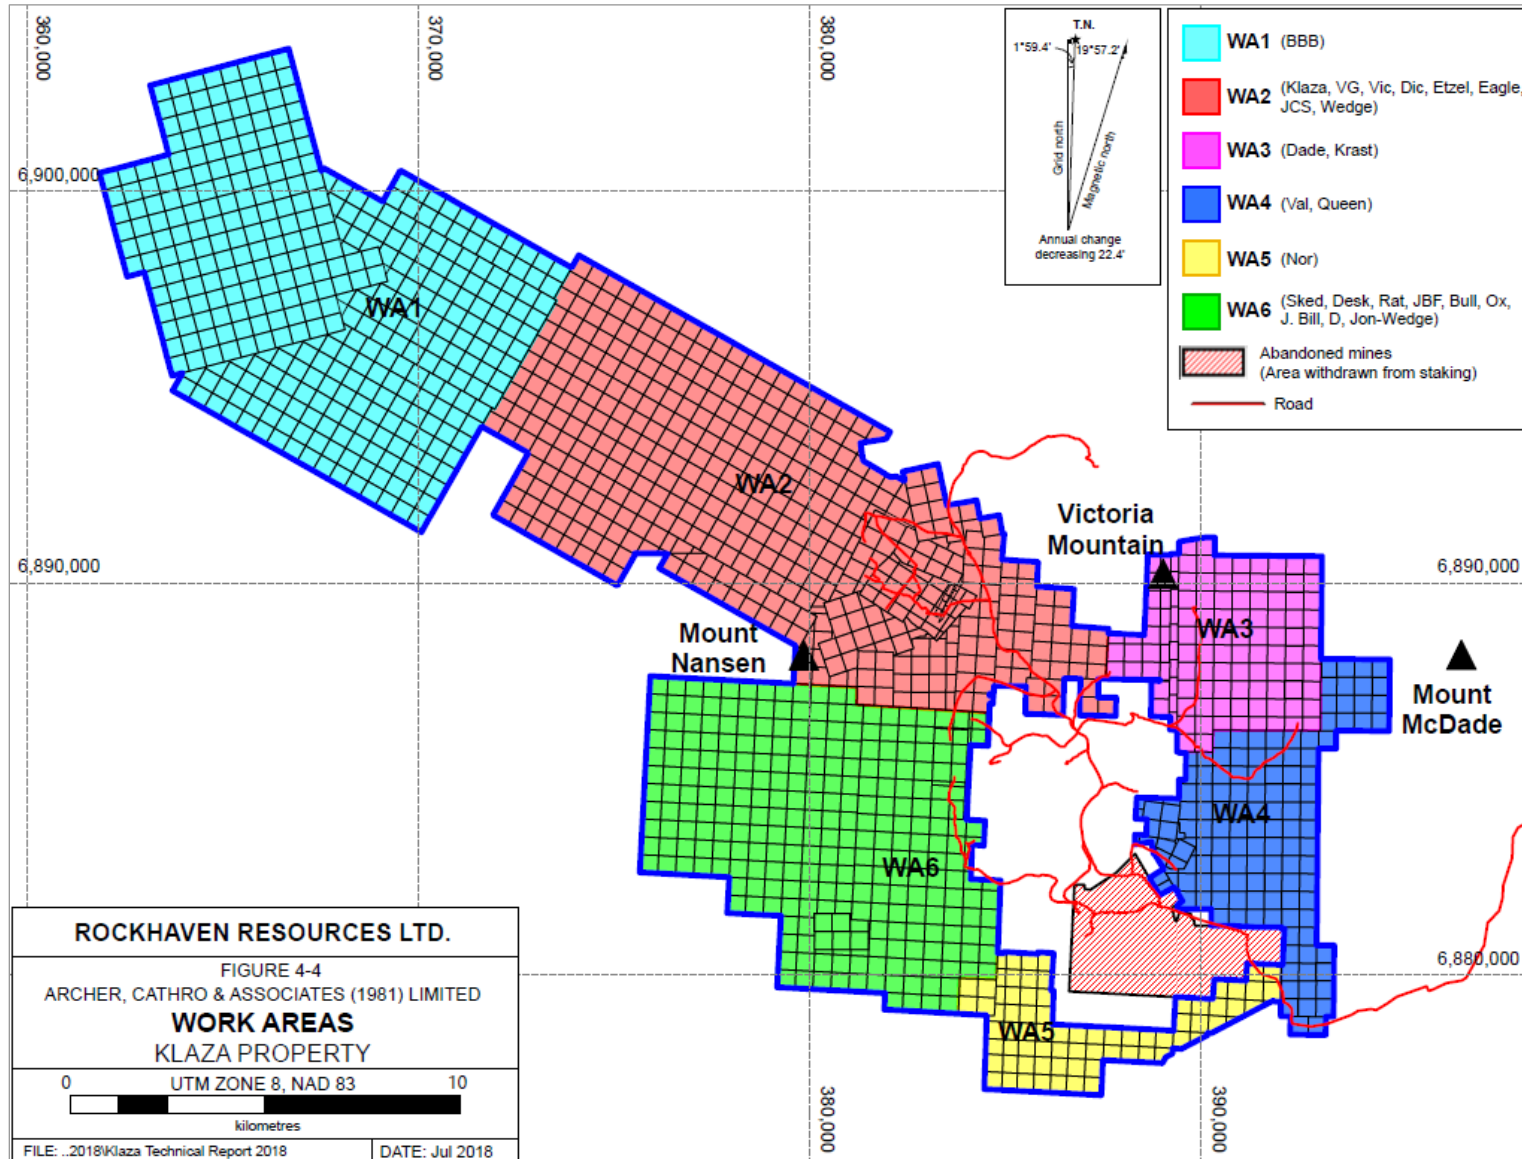 360,000
370,000
380,000
T.N.
1°59.4'
19°57.2'
Grid north
Magnetic north
Annual change
decreasing 22.4'
WA1 (BBB)
WA2 (Klaza, VG, Vic, Dic, Etzel, Eagle,
JCS, Wedge)
WA3 (Dade, Krast)
WA4 (Val, Queen)
WA5 (Nor)
WA6 (Sked, Desk, Rat, JBF, Bull, Ox,
J. Bill, D, Jon-Wedge)
Abandoned mines
(Area withdrawn from staking)
Road
6,900,000
WA1
WA2
Victoria
Mountain
6,890,000
6,890,000
WA3
Mount
Nansen
Mount
McDade
WA4
WA6
6,880,000
WA5
380,000
390,000
ROCKHAVEN RESOURCES LTD.
FIGURE 4-4
ARCHER, CATHRO & ASSOCIATES (1981) LIMITED
WORK AREAS
KLAZA PROPERTY
0 UTM ZONE 8, NAD 83 10
kilometres
FILE: ..2018\Klaza Technical Report 2018
DATE: Jul 2018